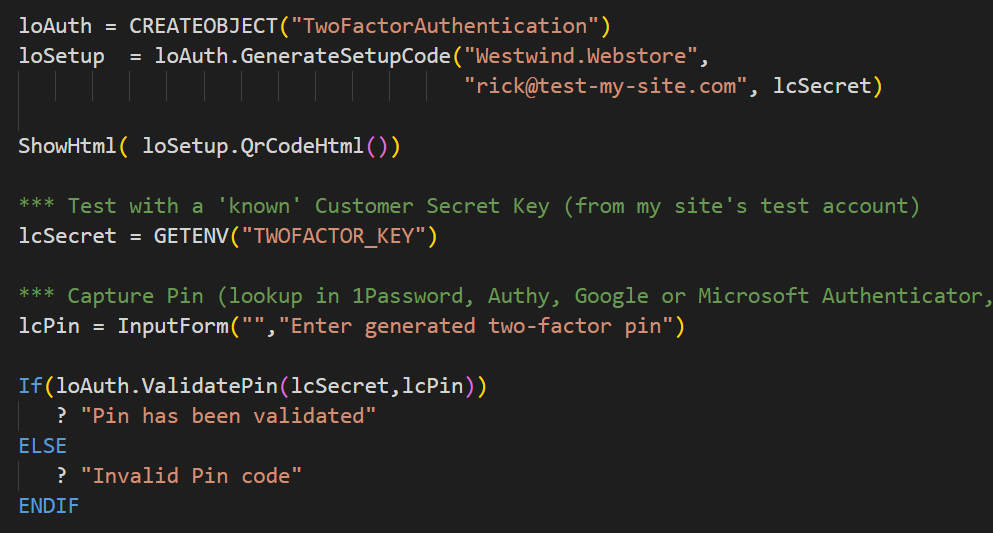 loAuth = CREATEOBJECT("TwoFactorAuthentication")
loSetup  = loAuth.GenerateSetupCode("Westwind.Webstore",
"rick@test-my-site.com", lcSecret)
ShowHtml( loSetup.QrCodeHtml())
*** Test with a 'known' Customer Secret Key (from my site's test account)
lcSecret = GETENV("TWOFACTOR_KEY")
*** Capture Pin (lookup in 1Password, Authy, Google or Microsoft Authenticator,
lcPin = InputForm("","Enter generated two-factor pin")
If(loAuth.ValidatePin(lcSecret,lcPin))
? "Pin has been validated"
ELSE
? "Invalid Pin code"
ENDIF